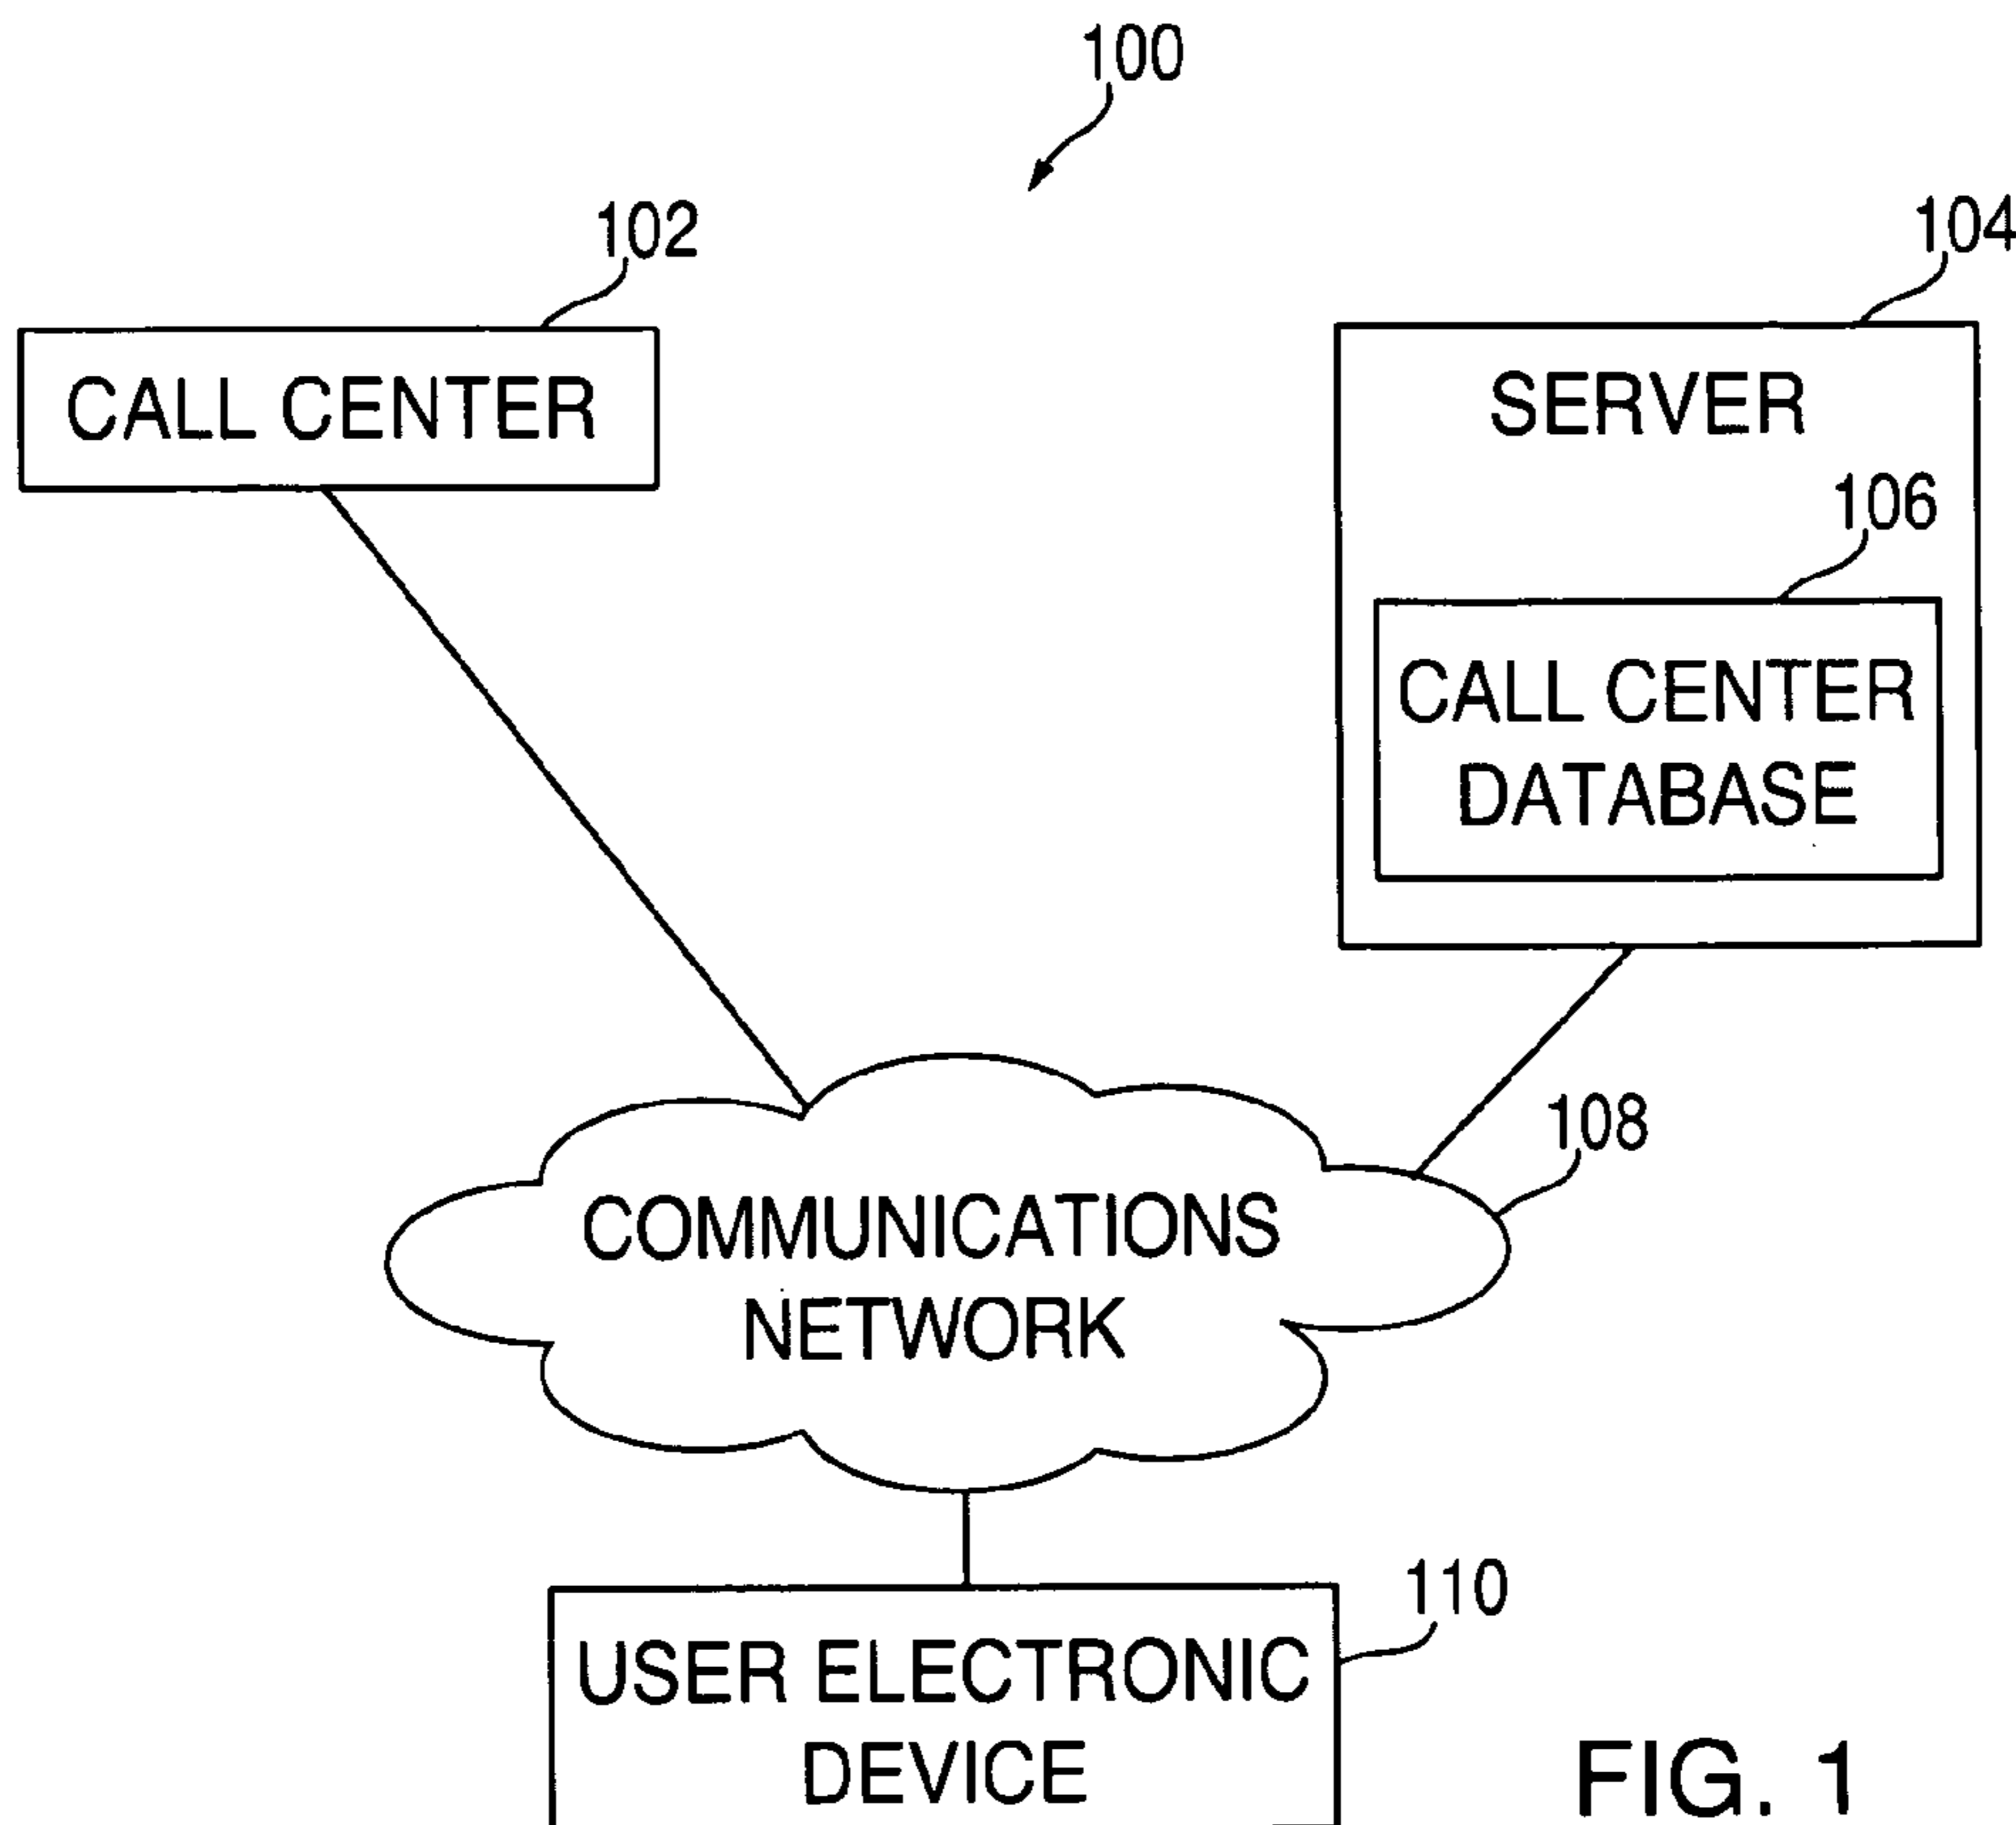 100
102
104
CALL CENTER
SERVER
106
CALL CENTER
DATABASE
108
COMMUNICATIONS
NETWORK
110
USER ELECTRONIC
DEVICE
FIG. 1